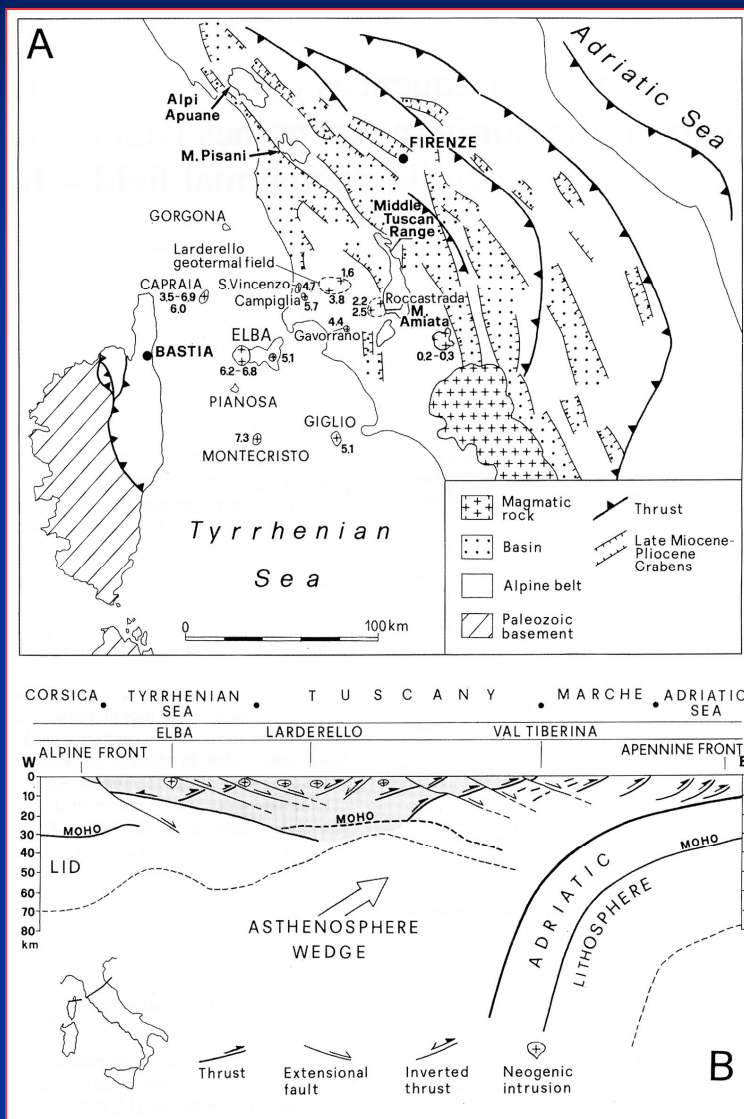 A
Adriatic Sea
Alpi
Apuane
M.Pisani
FIRENZE
GORGONA
Middle
Tuscan
Range
Larderello
geotermal field
1.6
CAPRAIA
3.5-6.9
6.0
S.Vincenzo
4.7
Campiglia
5.7
3.8
2.2
2.5
Roccastrada
M.
Amiata
0.2-0.3
4.4
Gavorrano
BASTIA
ELBA
5.1
6.2-6.8
PIANOSA
GIGLIO
5,1
7.3
MONTECRISTO
Tyrrhenian
Sea
0
100km
Magmatic
rock
Basin
Alpine belt
Paleozoic
basement
Thrust
Late Miocene-
Pliocene
Grabens
CORSICA
TYRRHENIAN
SEA
TUSCANY
MARCHE
ADRIATIC
SEA
ELBA
LARDERELLO
VAL TIBERINA
ALPINE FRONT
APENNINE FRONT
W
0
10
20
30
40
50
60
70
80
km
MOHO
LID
MOHO
MOHO
ASTHENOSPHERE
WEDGE
ADRIATIC
LITHOSPHERE
Thrust
Extensional
fault
Inverted
thrust
Neogenic
intrusion
B